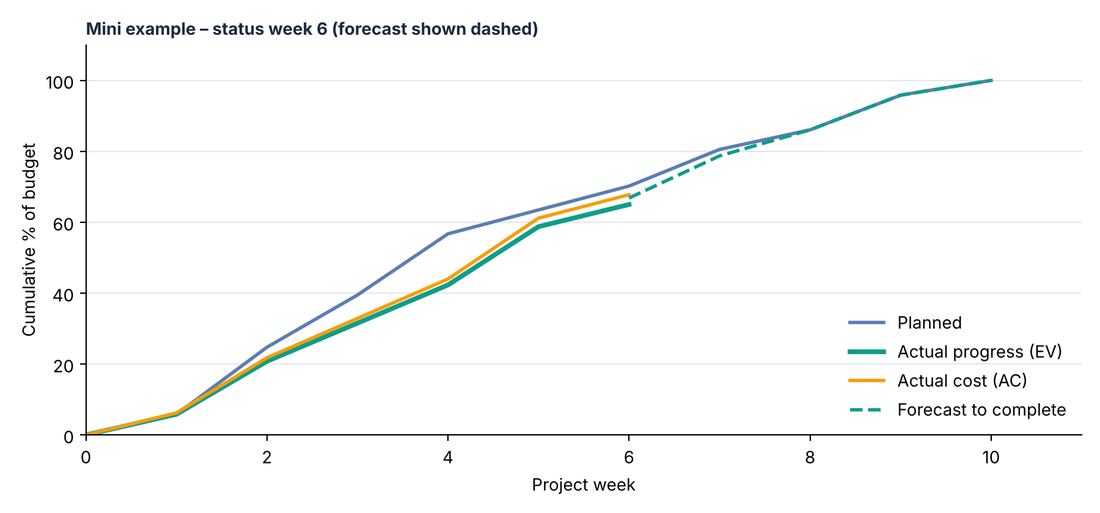 Mini example – status week 6 (forecast shown dashed)
Cumulative % of budget
100
80
60
40
20
0
Planned
Actual progress (EV)
Actual cost (AC)
Forecast to complete
0 2 4 6 8 10
Project week